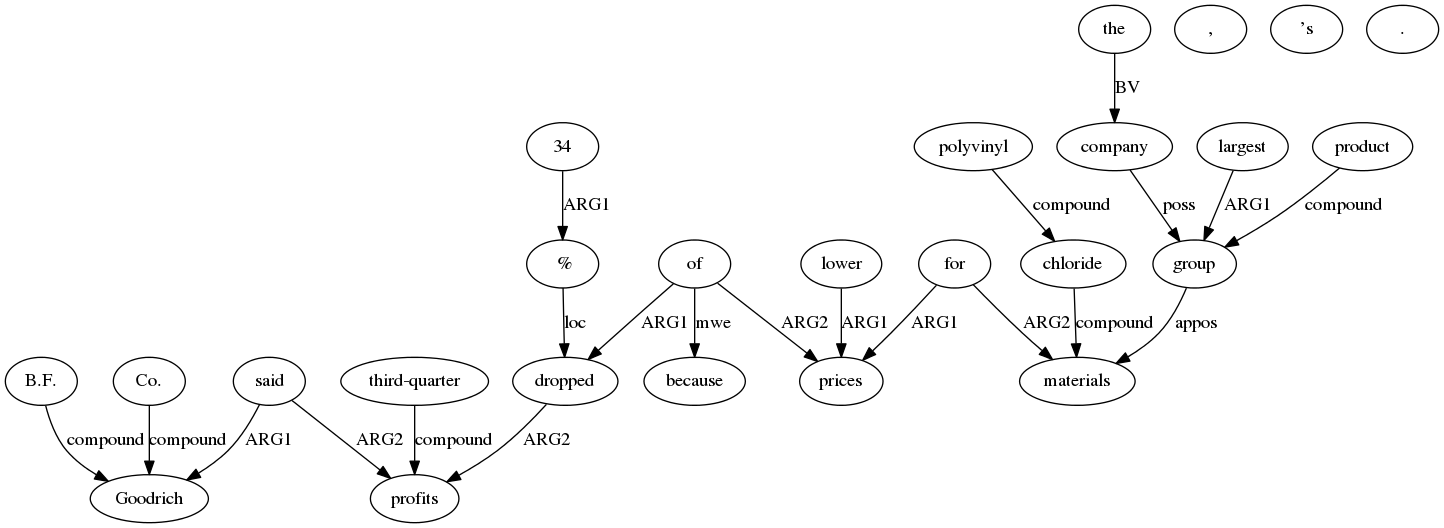 the , 's .
BV
34 polyvinyl company largest product
ARG1 compound poss ARG1 compound
% of lower for chloride group
loc ARG1 mwe ARG2 ARG1 ARG1 ARG2 compound appos
B.F. Co. said third-quarter dropped because prices materials
compound compound ARG1 ARG2 compound ARG2
Goodrich profits